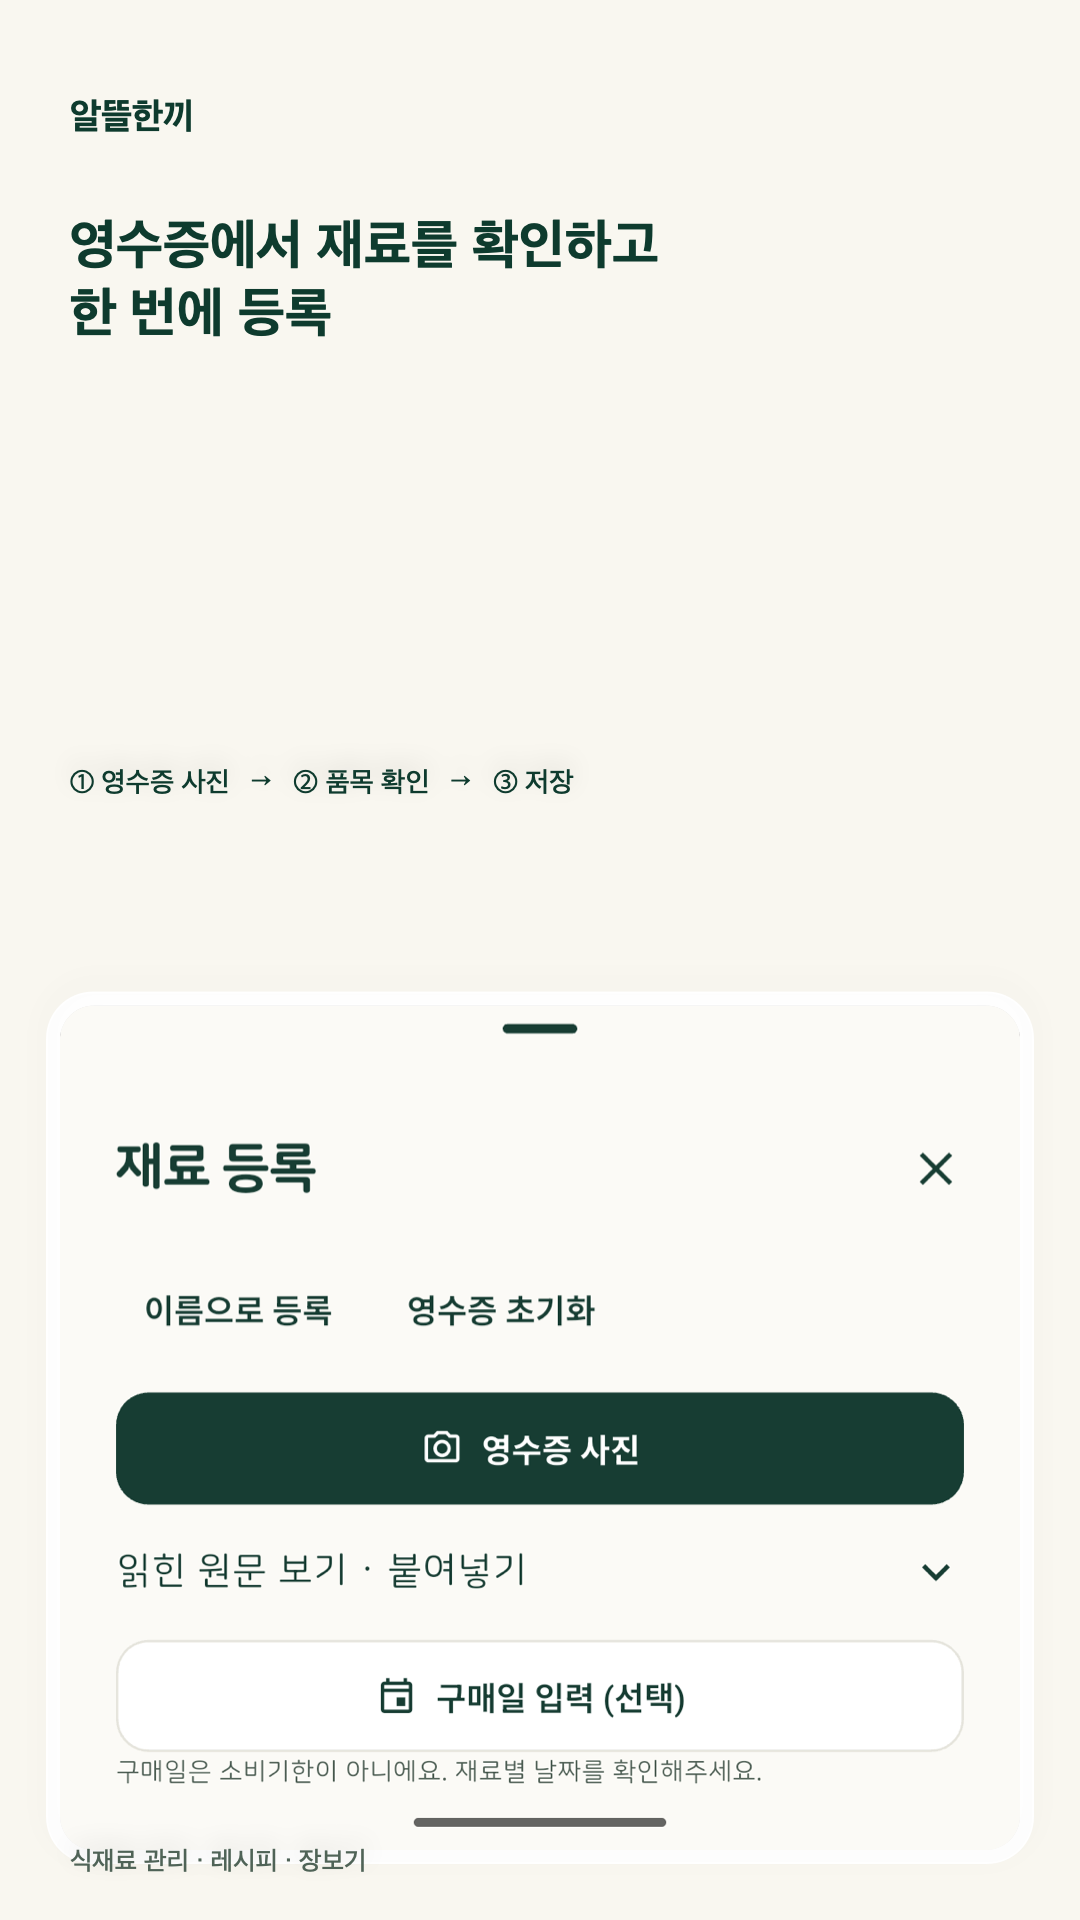 알뜰한끼
영수증에서 재료를 확인하고
한 번에 등록
① 영수증 사진 → ② 품목 확인 → ③ 저장
재료 등록
이름으로 등록 영수증 초기화
영수증 사진
읽힌 원문 보기 · 붙여넣기
구매일 입력 (선택)
구매일은 소비기한이 아니에요. 재료별 날짜를 확인해주세요.
식재료 관리 · 레시피 · 장보기